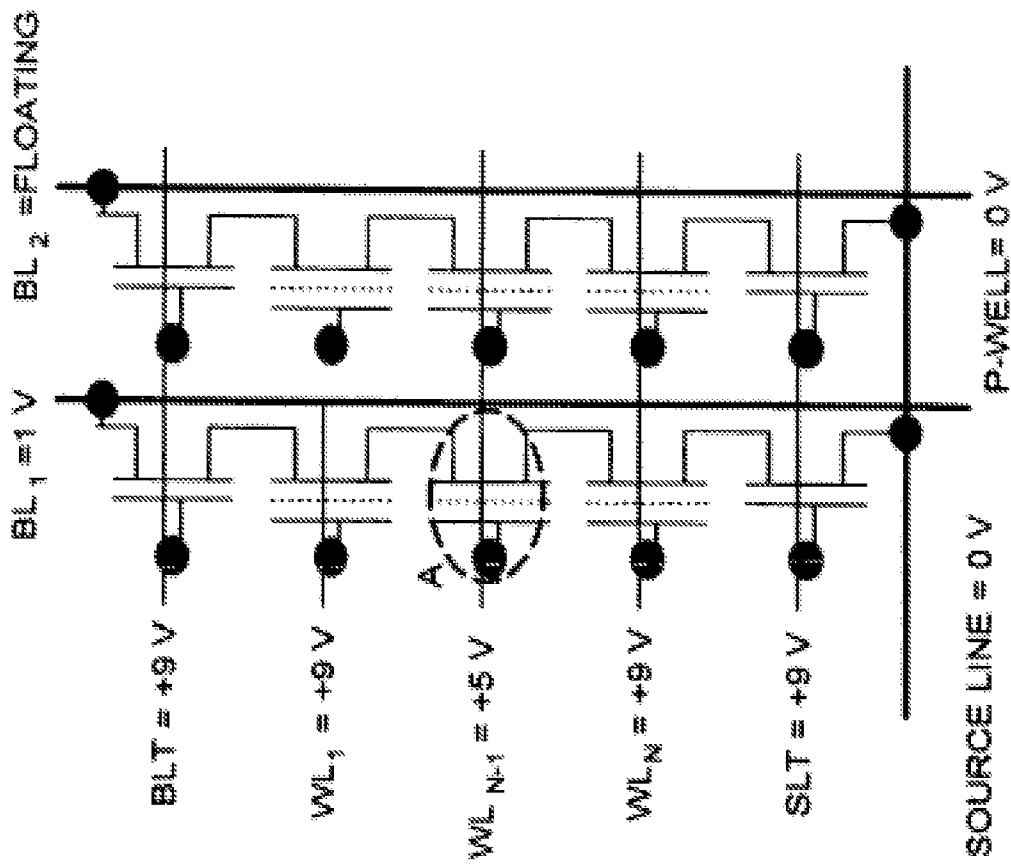 BL1 =1 V
BL2 =FLOATING
A
BLT = +9 V
WL1 = +9 V
WL N-1 = +5 V
WLN = +9 V
SLT = +9 V
SOURCE LINE = 0 V
P-WELL= 0 V